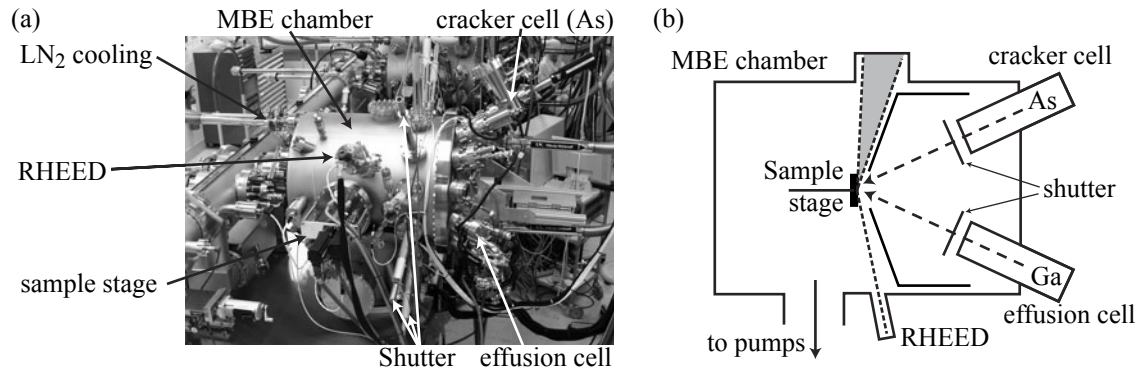 (a)
MBE chamber
cracker cell (As)
LN2 cooling
RHEED
sample stage
Shutter
effusion cell
(b)
MBE chamber
cracker cell
As
Sample
stage
shutter
Ga
effusion cell
to pumps
RHEED